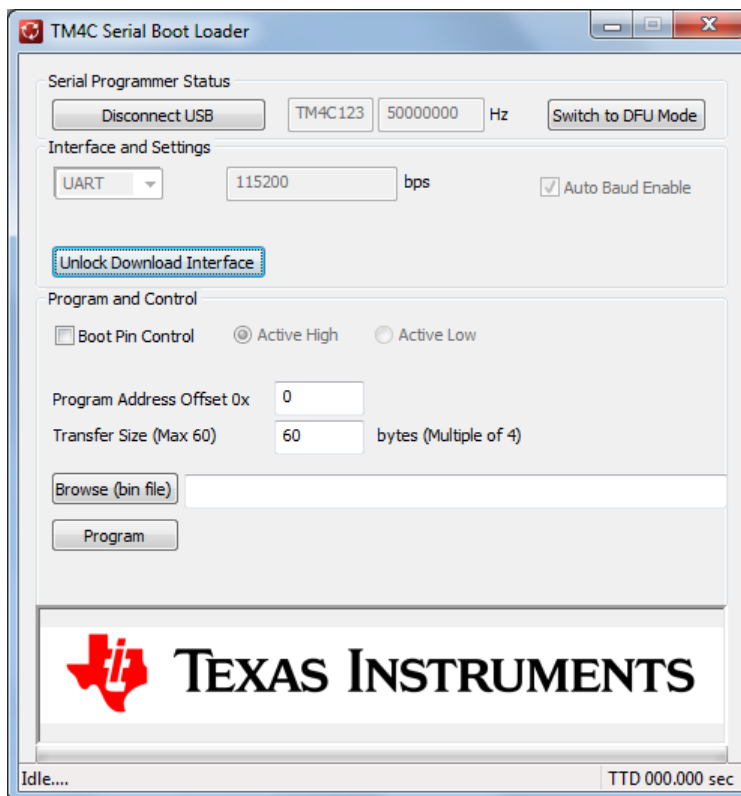 TM4C Serial Boot Loader
Serial Programmer Status
Disconnect USB TM4C123 50000000 Hz Switch to DFU Mode
Interface and Settings
UART 115200 bps Auto Baud Enable
Unlock Download Interface
Program and Control
Boot Pin Control Active High Active Low
Program Address Offset 0x 0
Transfer Size (Max 60) 60 bytes (Multiple of 4)
Browse (bin file)
Program
TEXAS INSTRUMENTS
Idle.... TTD 000.000 sec